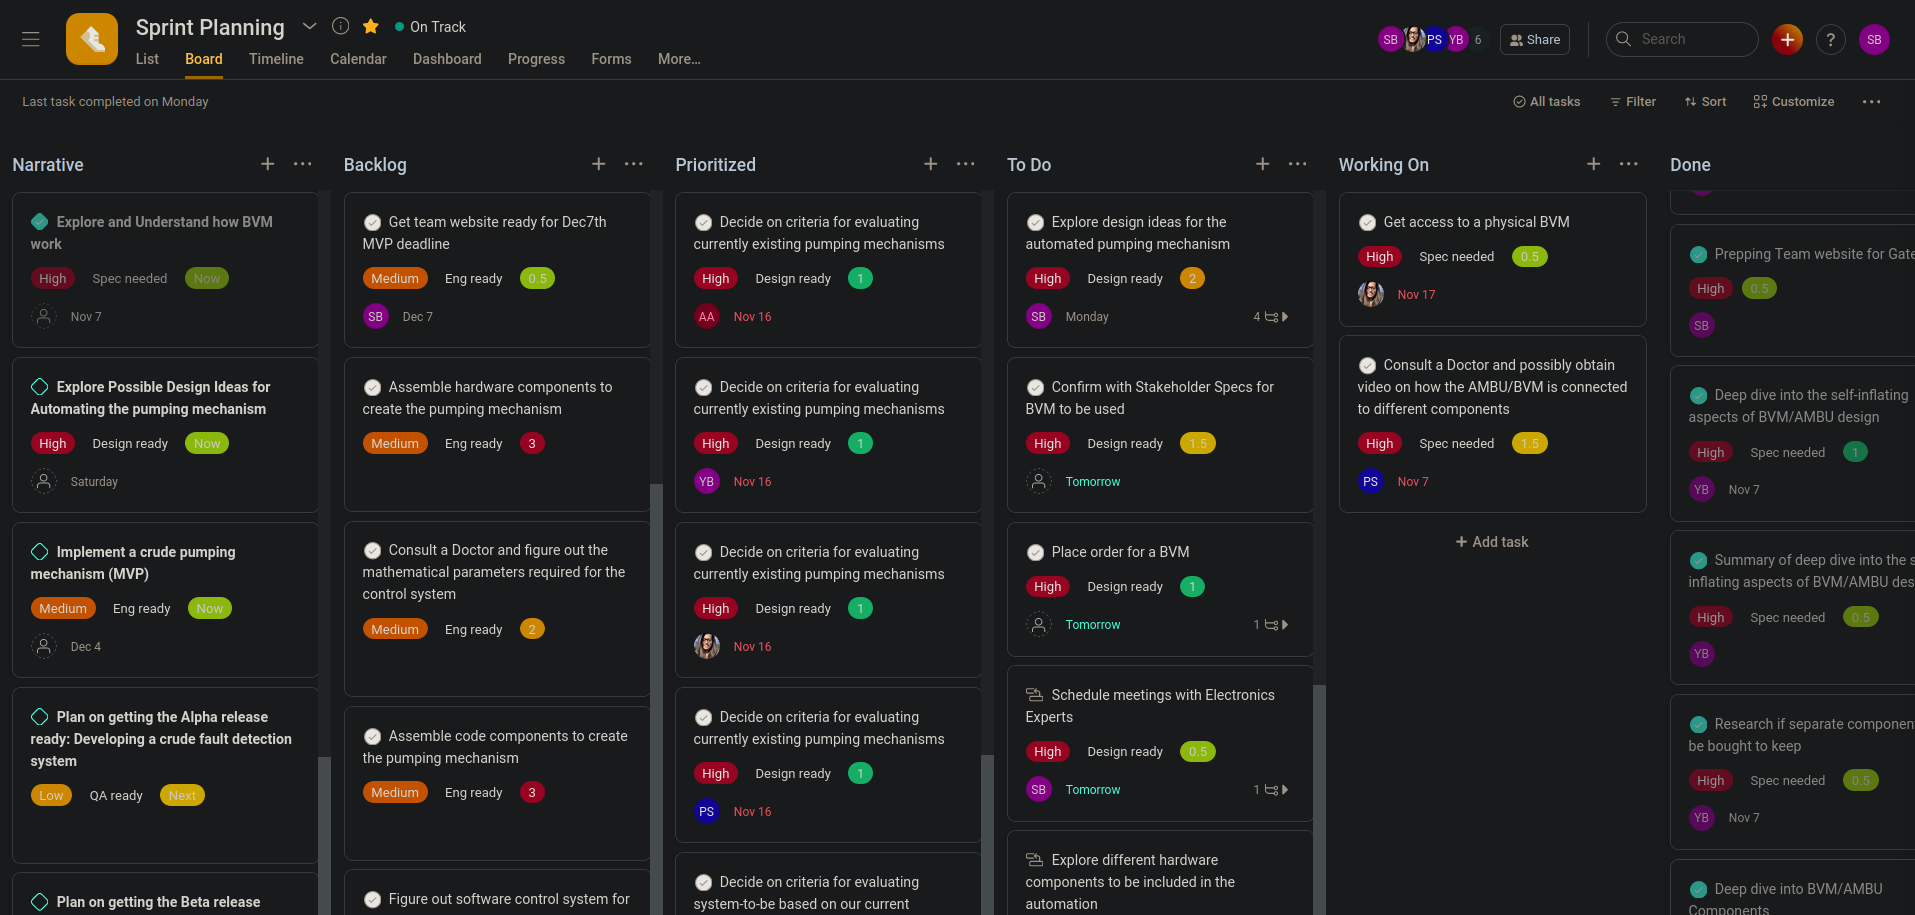 Sprint Planning
On Track
List
Board
Timeline
Calendar
Dashboard
Progress
Forms
More...
SB
PS
YB
6
Share
Search
?
SB
Last task completed on Monday
All tasks
Filter
Sort
Customize
Narrative
Explore and Understand how BVM
work
High Spec needed Now
Nov 7
Explore Possible Design Ideas for
Automating the pumping mechanism
High Design ready Now
Saturday
Implement a crude pumping
mechanism (MVP)
Medium Eng ready Now
Dec 4
Plan on getting the Alpha release
ready: Developing a crude fault detection
system
Low QA ready Next
Plan on getting the Beta release
Backlog
Get team website ready for Dec7th
MVP deadline
Medium Eng ready 0.5
SB Dec 7
Assemble hardware components to
create the pumping mechanism
Medium Eng ready 3
Consult a Doctor and figure out the
mathematical parameters required for the
control system
Medium Eng ready 2
Assemble code components to create
the pumping mechanism
Medium Eng ready 3
Figure out software control system for
Prioritized
Decide on criteria for evaluating
currently existing pumping mechanisms
High Design ready 1
AA Nov 16
Decide on criteria for evaluating
currently existing pumping mechanisms
High Design ready 1
YB Nov 16
Decide on criteria for evaluating
currently existing pumping mechanisms
High Design ready 1
Nov 16
Decide on criteria for evaluating
currently existing pumping mechanisms
High Design ready 1
PS Nov 16
Decide on criteria for evaluating
system-to-be based on our current
To Do
Explore design ideas for the
automated pumping mechanism
High Design ready 2
SB Monday 4
Confirm with Stakeholder Specs for
BVM to be used
High Design ready 1.5
Tomorrow
Place order for a BVM
High Design ready 1
Tomorrow 1
Schedule meetings with Electronics
Experts
High Design ready 0.5
SB Tomorrow 1
Explore different hardware
components to be included in the
automation
Working On
Get access to a physical BVM
High Spec needed 0.5
Nov 17
Consult a Doctor and possibly obtain
video on how the AMBU/BVM is connected
to different components
High Spec needed 1.5
PS Nov 7
+ Add task
Done
Prepping Team website for Gate
High 0.5
SB
Deep dive into the self-inflating
aspects of BVM/AMBU design
High Spec needed 1
YB Nov 7
Summary of deep dive into the s
inflating aspects of BVM/AMBU des
High Spec needed 0.5
YB
Research if separate componen
be bought to keep
High Spec needed 0.5
YB Nov 7
Deep dive into BVM/AMBU
Components